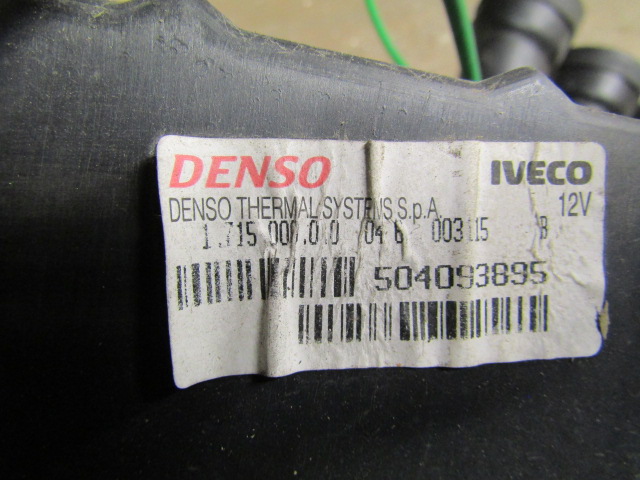 DENSO IVECO
DENSO THERMAL SYSTEMS S.p.A. 12V
B
504093895